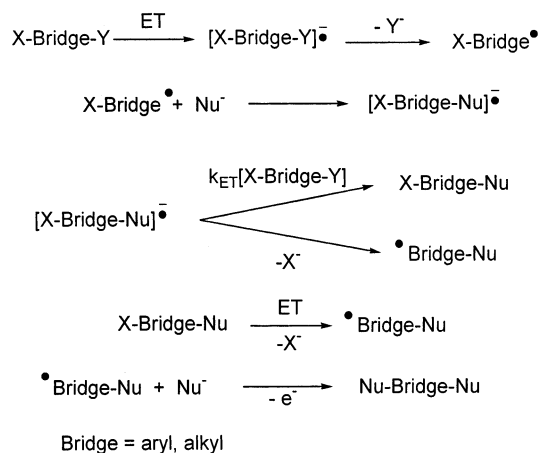 X-Bridge-Y ET [X-Bridge-Y]•̄ - Y⁻ X-Bridge•
X-Bridge• + Nu⁻ [X-Bridge-Nu]•̄
k_ET[X-Bridge-Y] X-Bridge-Nu
[X-Bridge-Nu]•̄
-X⁻ •Bridge-Nu
X-Bridge-Nu ET -X⁻ •Bridge-Nu
•Bridge-Nu + Nu⁻ - e⁻ Nu-Bridge-Nu
Bridge = aryl, alkyl